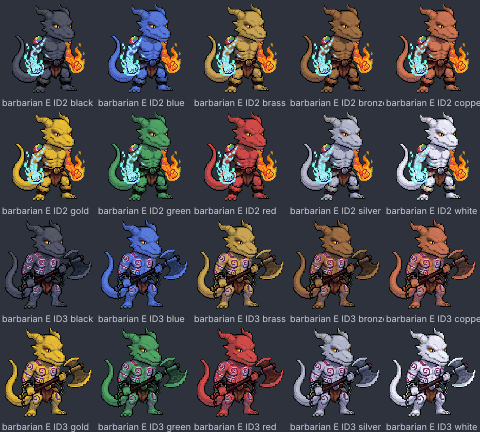 barbarian E ID2 black
barbarian E ID2 blue
barbarian E ID2 brass
barbarian E ID2 bronz
barbarian E ID2 coppe
barbarian E ID2 gold
barbarian E ID2 green
barbarian E ID2 red
barbarian E ID2 silver
barbarian E ID2 white
barbarian E ID3 black
barbarian E ID3 blue
barbarian E ID3 brass
barbarian E ID3 bronz
barbarian E ID3 coppe
barbarian E ID3 gold
barbarian E ID3 green
barbarian E ID3 red
barbarian E ID3 silver
barbarian E ID3 white